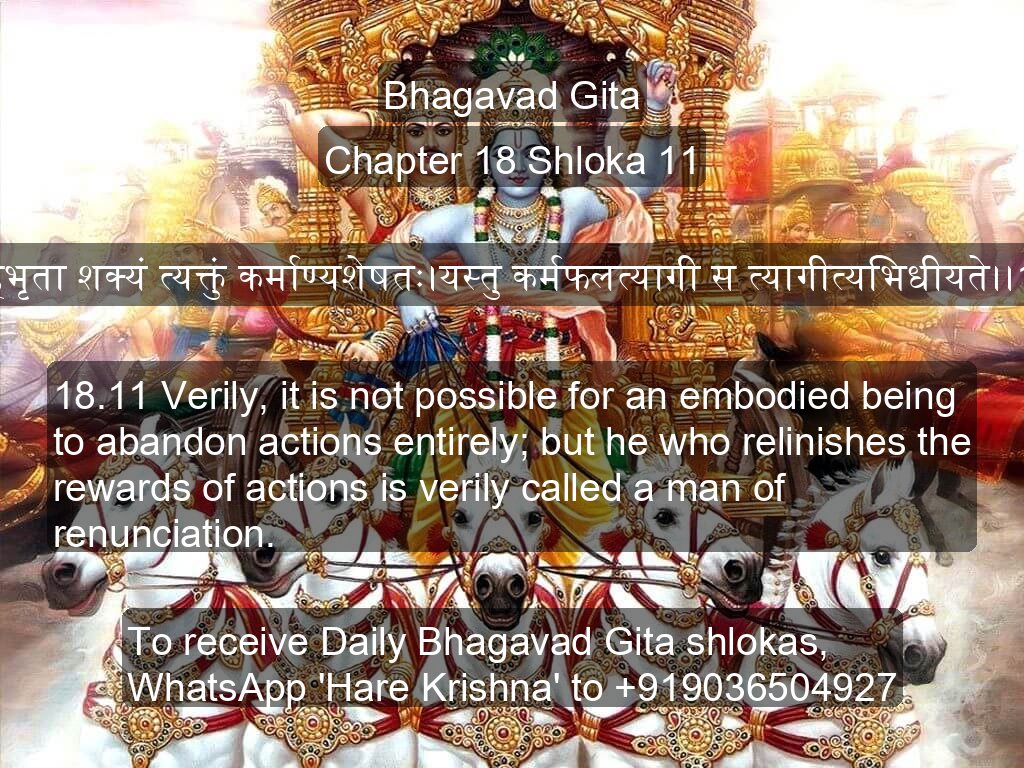 Bhagavad Gita
Chapter 18 Shloka 11
शक्यं त्यक्तुं कर्माण्यशेषतः।यस्तु कर्मफलत्यागी स त्यागीत्यभिधीयते।।
18.11 Verily, it is not possible for an embodied being
to abandon actions entirely; but he who relinishes the
rewards of actions is verily called a man of
renunciation.
To receive Daily Bhagavad Gita shlokas,
WhatsApp 'Hare Krishna' to +919036504927